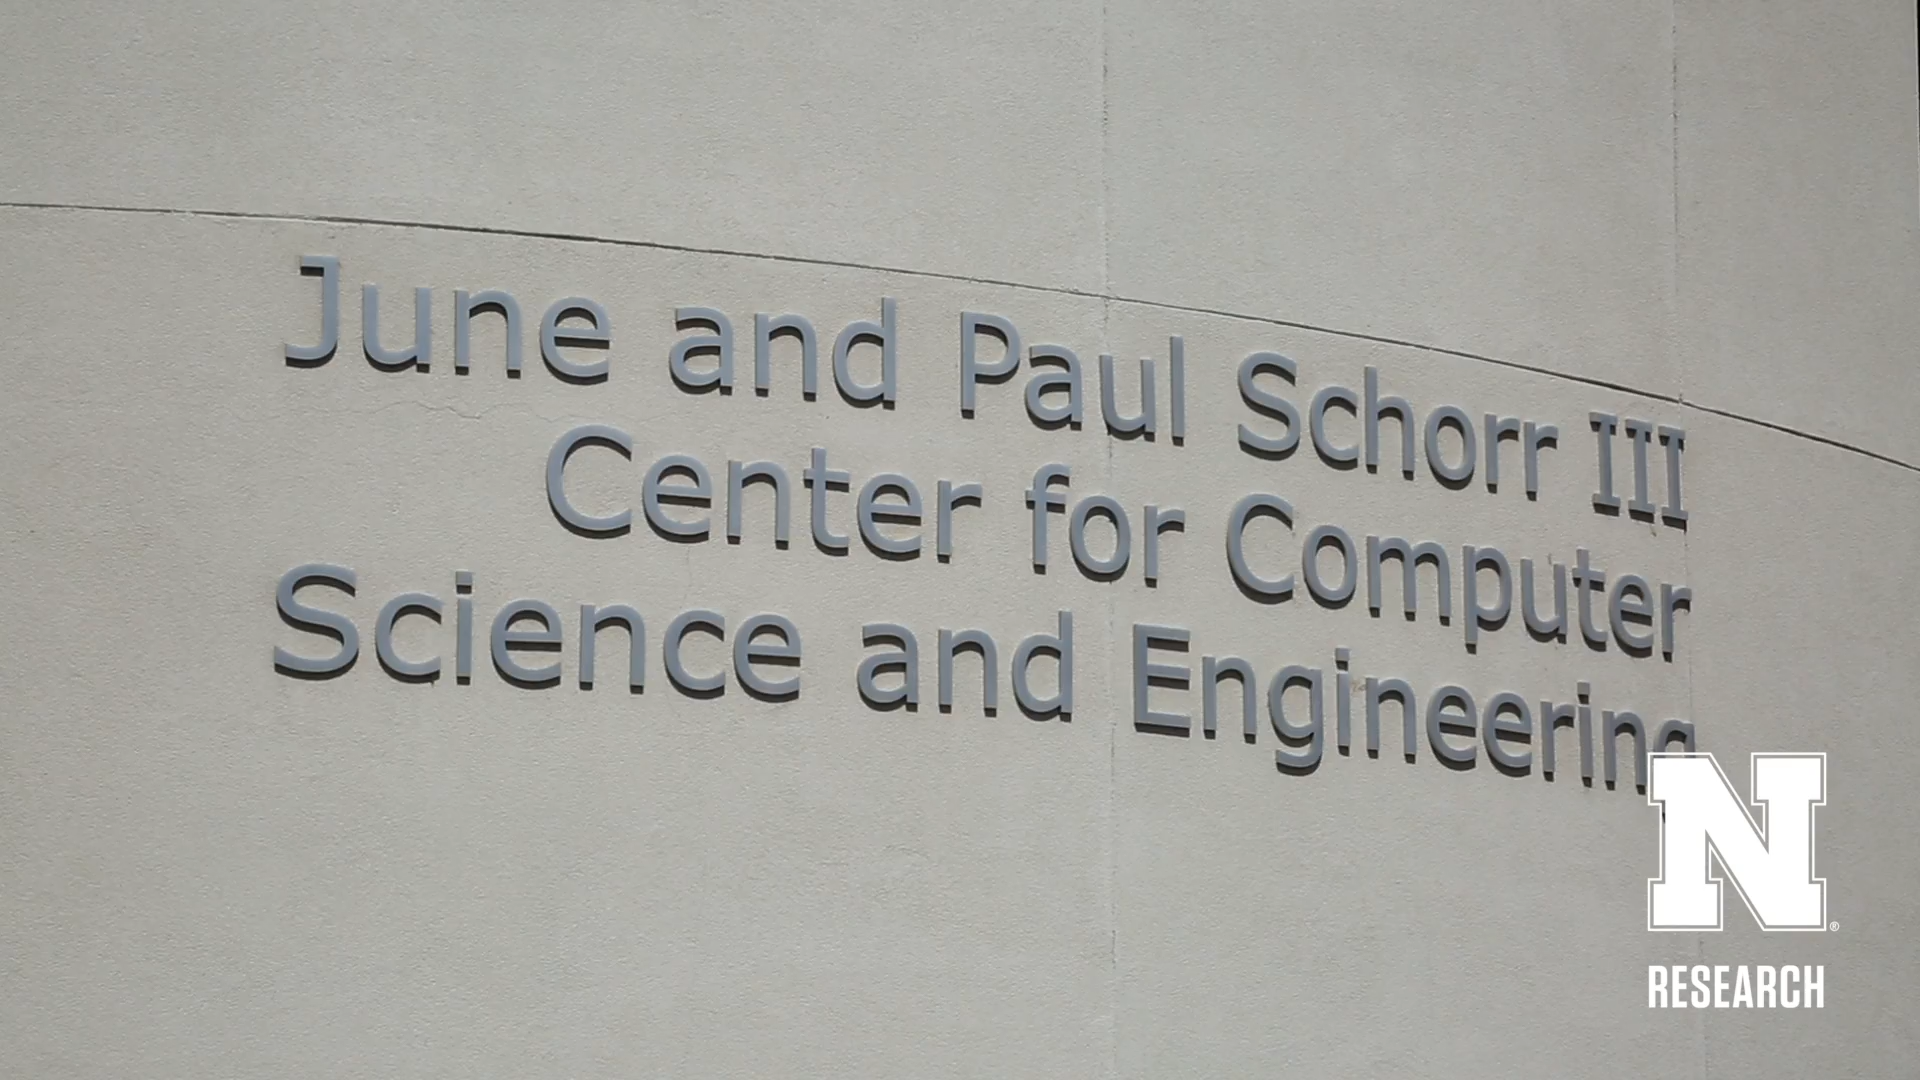 June and Paul Schorr III
Center for Computer
Science and Engineering
N®
RESEARCH